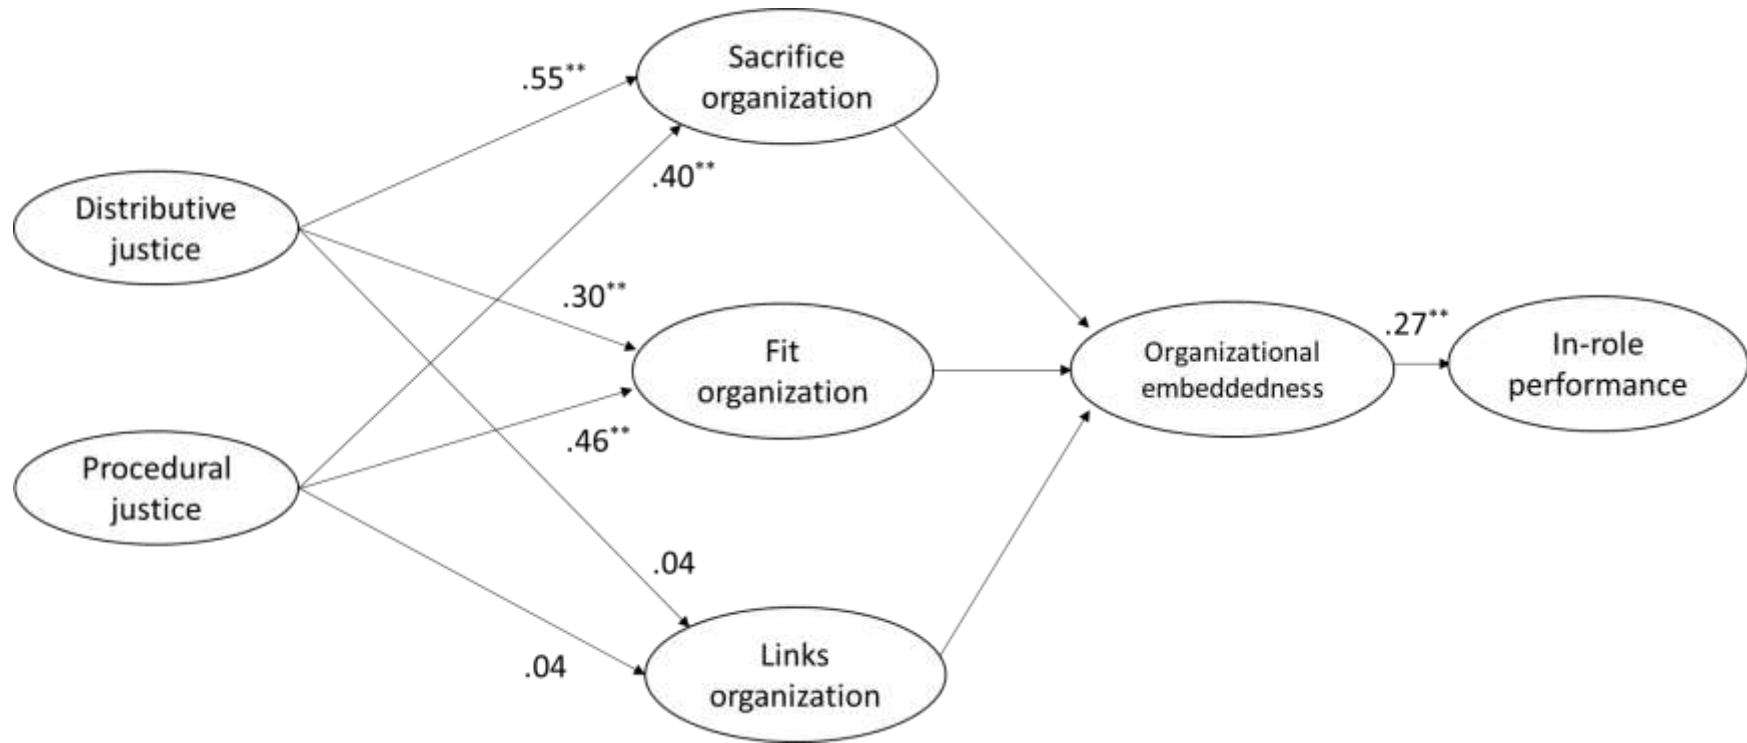 Sacrifice
organization
.55**
.40**
Distributive
justice
.30**
Fit
organization
.46**
Organizational
embeddedness
.27**
In-role
performance
Procedural
justice
.04
.04
Links
organization